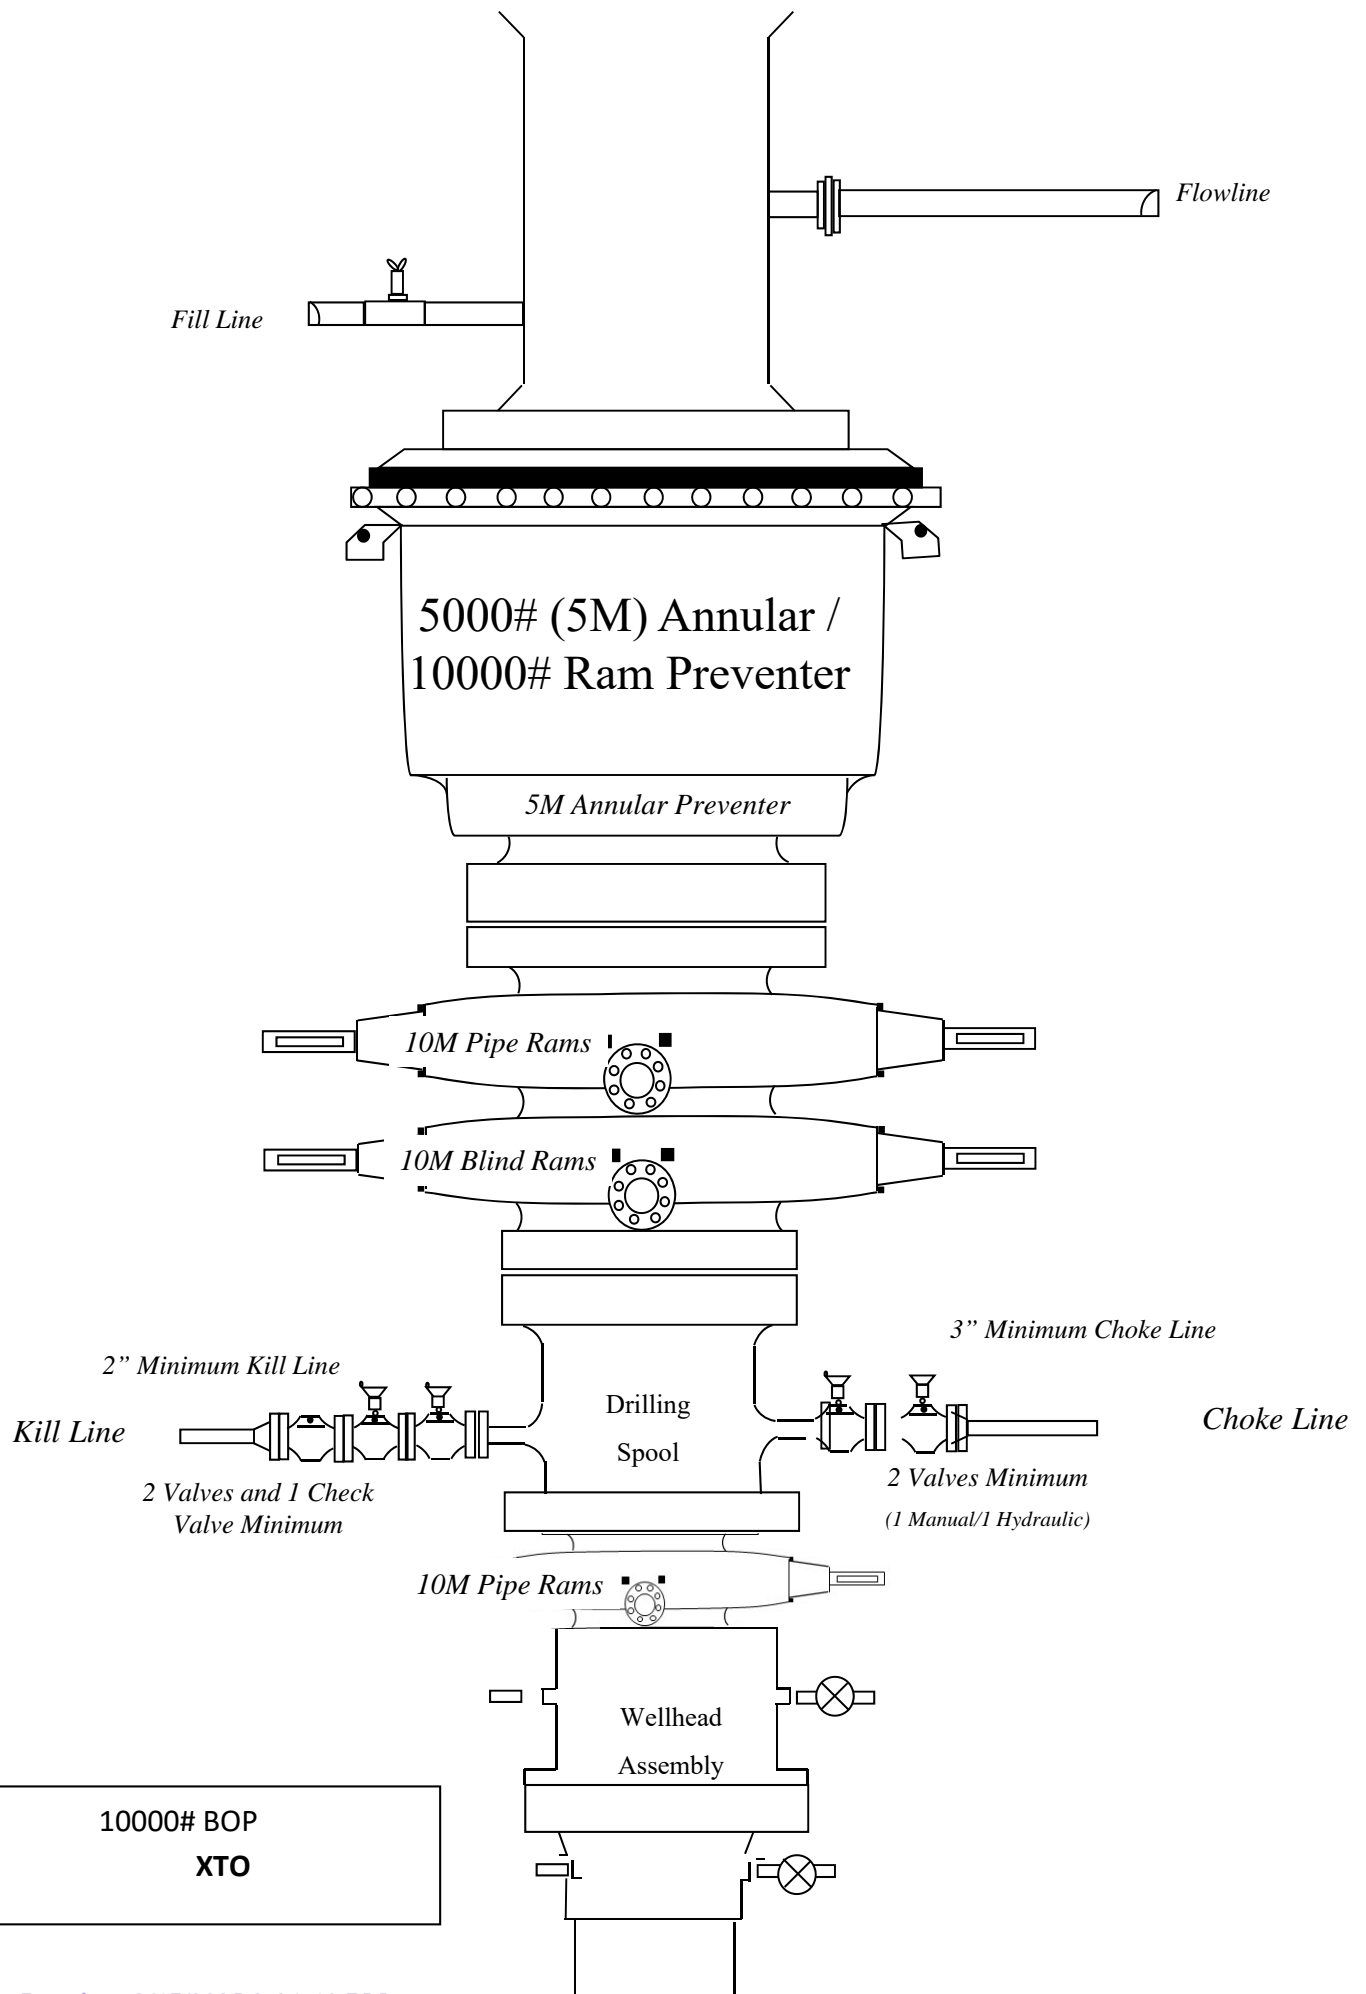 Flowline
Fill Line
5000# (5M) Annular /
10000# Ram Preventer
5M Annular Preventer
10M Pipe Rams
10M Blind Rams
3” Minimum Choke Line
2” Minimum Kill Line
Drilling
Spool
Kill Line
Choke Line
2 Valves and 1 Check
Valve Minimum
2 Valves Minimum
(1 Manual/1 Hydraulic)
10M Pipe Rams
Wellhead
Assembly
10000# BOP
XTO